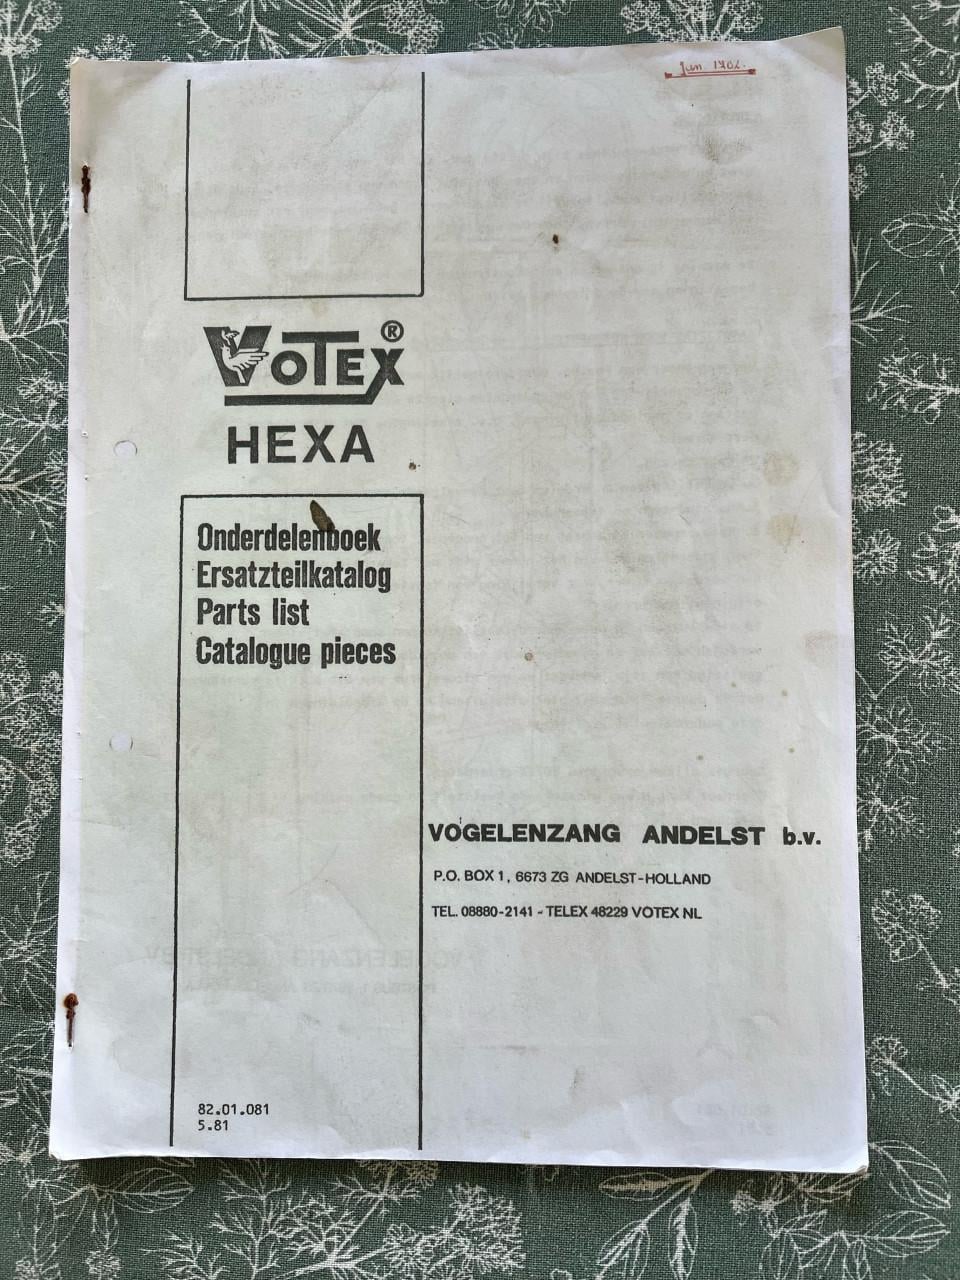 Jan. 1982.
VOTEX®
HEXA
Onderdelenboek
Ersatzteilkatalog
Parts list
Catalogue pieces
VOGELENZANG ANDELST b.v.
P.O. BOX 1, 6673 ZG ANDELST-HOLLAND
TEL. 08880-2141 - TELEX 48229 VOTEX NL
82.01.081
5.81